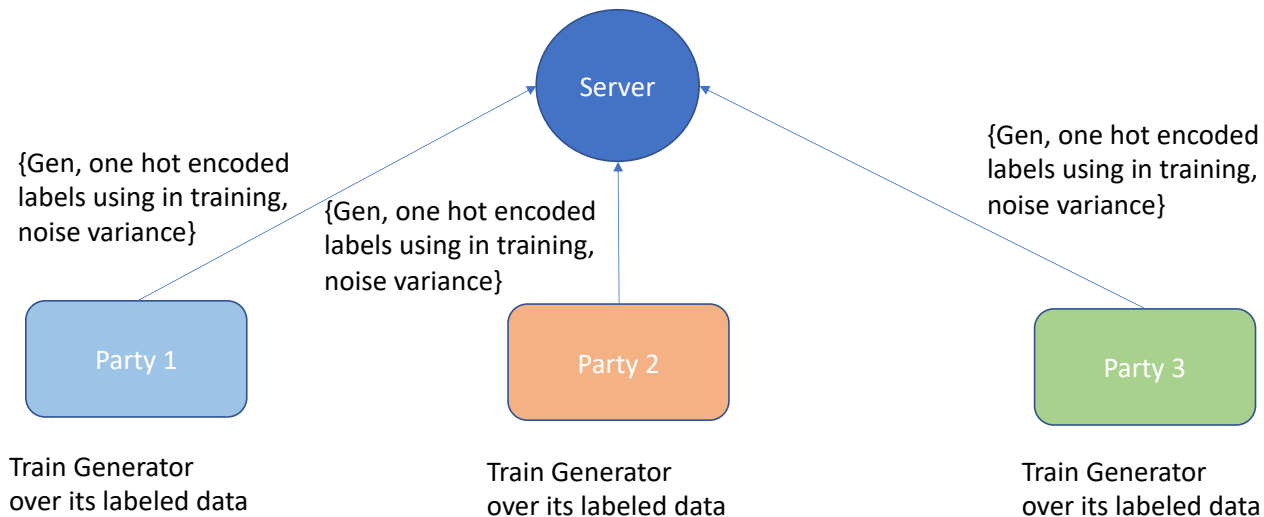 Server
{Gen, one hot encoded
labels using in training,
noise variance}
{Gen, one hot encoded
labels using in training,
noise variance}
{Gen, one hot encoded
labels using in training,
noise variance}
Party 1
Party 2
Party 3
Train Generator
over its labeled data
Train Generator
over its labeled data
Train Generator
over its labeled data